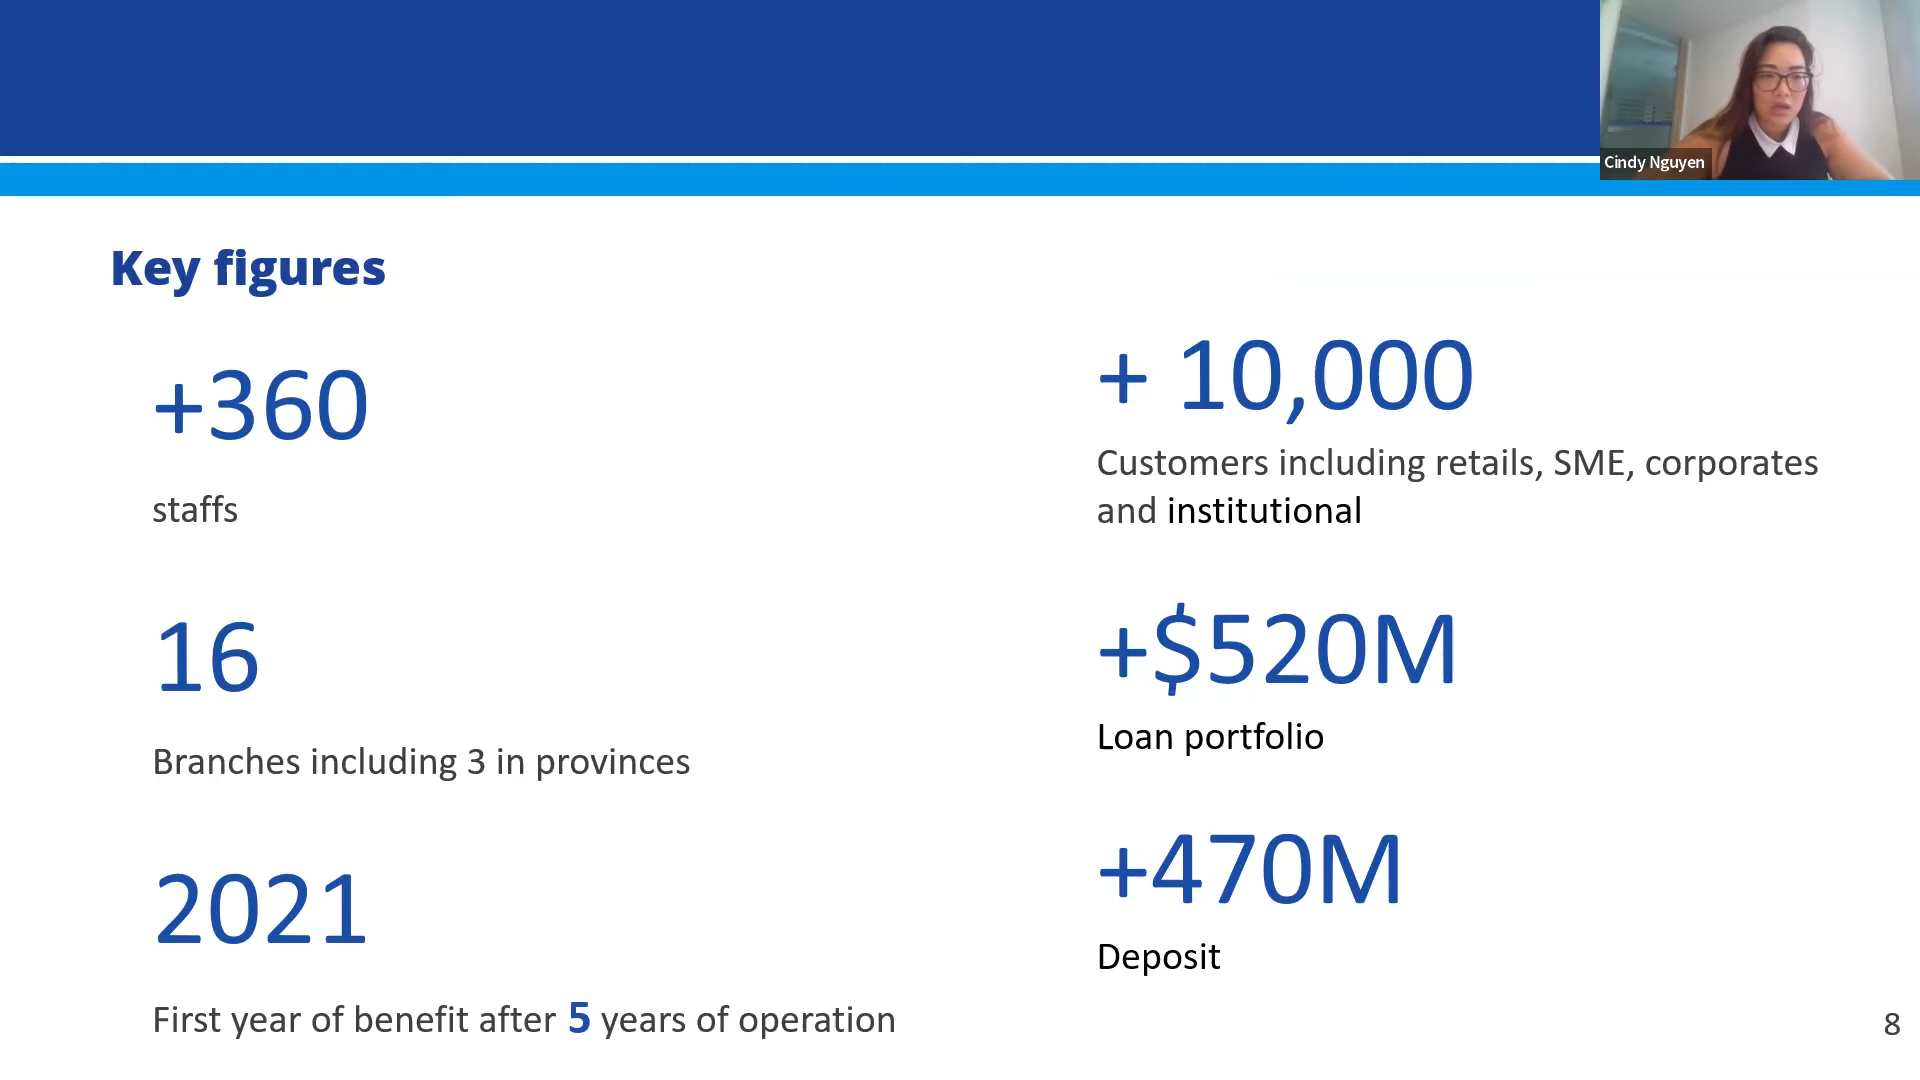 Cindy Nguyen
Key figures
+360
staffs
16
Branches including 3 in provinces
2021
First year of benefit after 5 years of operation
+ 10,000
Customers including retails, SME, corporates
and institutional
+$520M
Loan portfolio
+470M
Deposit
8